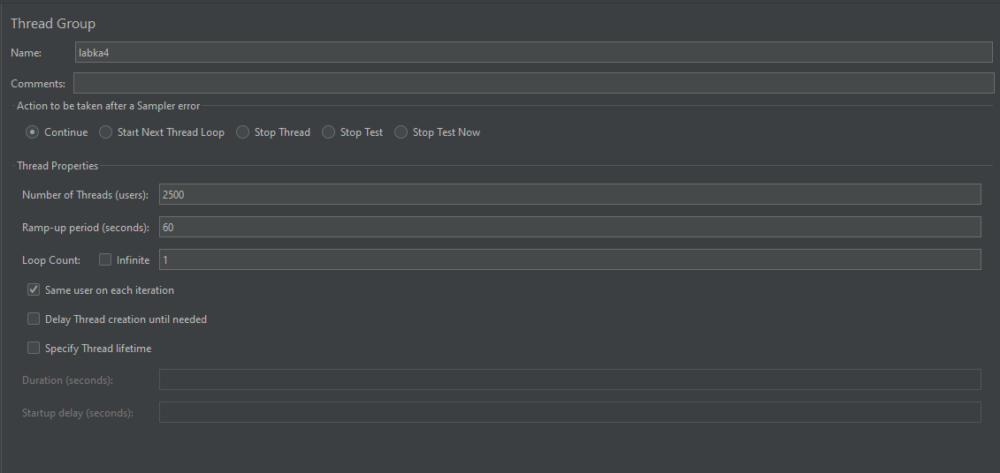 Thread Group
Name: labka4
Comments:
Action to be taken after a Sampler error
Continue Start Next Thread Loop Stop Thread Stop Test Stop Test Now
Thread Properties
Number of Threads (users): 2500
Ramp-up period (seconds): 60
Loop Count: Infinite 1
Same user on each iteration
Delay Thread creation until needed
Specify Thread lifetime
Duration (seconds):
Startup delay (seconds):